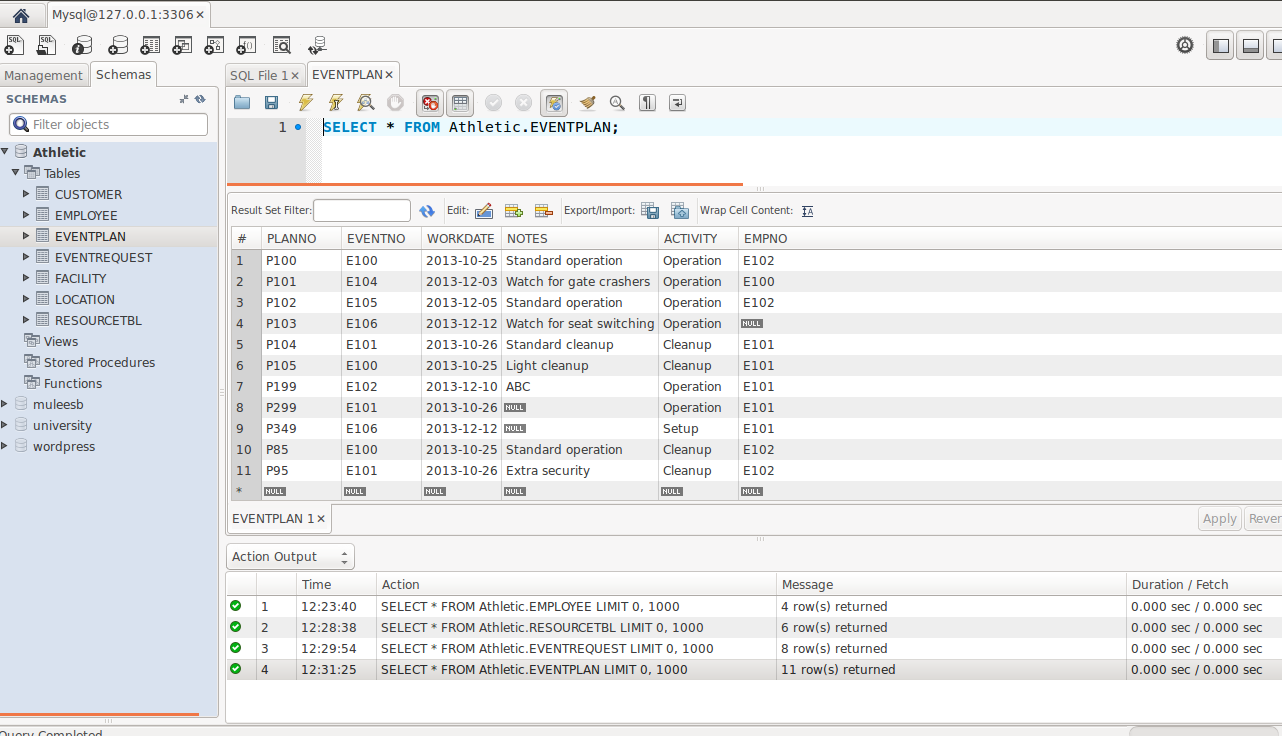 Mysql@127.0.0.1:3306
Management Schemas
SCHEMAS
Filter objects
Athletic
Tables
CUSTOMER
EMPLOYEE
EVENTPLAN
EVENTREQUEST
FACILITY
LOCATION
RESOURCETBL
Views
Stored Procedures
Functions
muleesb
university
wordpress
SQL File 1 EVENTPLAN
1 SELECT * FROM Athletic.EVENTPLAN;
Result Set Filter: Edit: Export/Import: Wrap Cell Content:
# PLANNO EVENTNO WORKDATE NOTES ACTIVITY EMPNO
1 P100 E100 2013-10-25 Standard operation Operation E102
2 P101 E104 2013-12-03 Watch for gate crashers Operation E100
3 P102 E105 2013-12-05 Standard operation Operation E102
4 P103 E106 2013-12-12 Watch for seat switching Operation NULL
5 P104 E101 2013-10-26 Standard cleanup Cleanup E101
6 P105 E100 2013-10-25 Light cleanup Cleanup E101
7 P199 E102 2013-12-10 ABC Operation E101
8 P299 E101 2013-10-26 NULL Operation E101
9 P349 E106 2013-12-12 NULL Setup E101
10 P85 E100 2013-10-25 Standard operation Cleanup E102
11 P95 E101 2013-10-26 Extra security Cleanup E102
* NULL NULL NULL NULL NULL NULL
EVENTPLAN 1 Apply Rever
Action Output
Time Action Message Duration / Fetch
1 12:23:40 SELECT * FROM Athletic.EMPLOYEE LIMIT 0, 1000 4 row(s) returned 0.000 sec / 0.000 sec
2 12:28:38 SELECT * FROM Athletic.RESOURCETBL LIMIT 0, 1000 6 row(s) returned 0.000 sec / 0.000 sec
3 12:29:54 SELECT * FROM Athletic.EVENTREQUEST LIMIT 0, 1000 8 row(s) returned 0.000 sec / 0.000 sec
4 12:31:25 SELECT * FROM Athletic.EVENTPLAN LIMIT 0, 1000 11 row(s) returned 0.000 sec / 0.000 sec
Query Completed